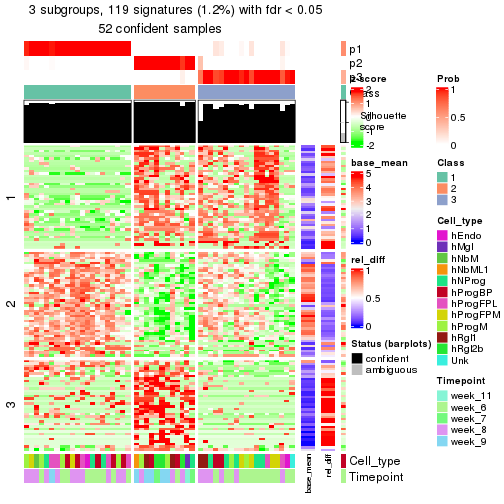 3 subgroups, 119 signatures (1.2%) with fdr < 0.05
52 confident samples
p1
p2
p3
z-score
Class
2
1
0
-1
-2
Silhouette
score
1
2
3
base_mean
5
4
3
2
1
0
rel_diff
1
0.5
0
Status (barplots)
confident
ambiguous
Prob
1
0.5
0
Class
1
2
3
Cell_type
hEndo
hMgl
hNbM
hNbML1
hNProg
hProgBP
hProgFPL
hProgFPM
hProgM
hRgl1
hRgl2b
Unk
Timepoint
week_11
week_6
week_7
week_8
week_9
base_mean
rel_diff
Cell_type
Timepoint